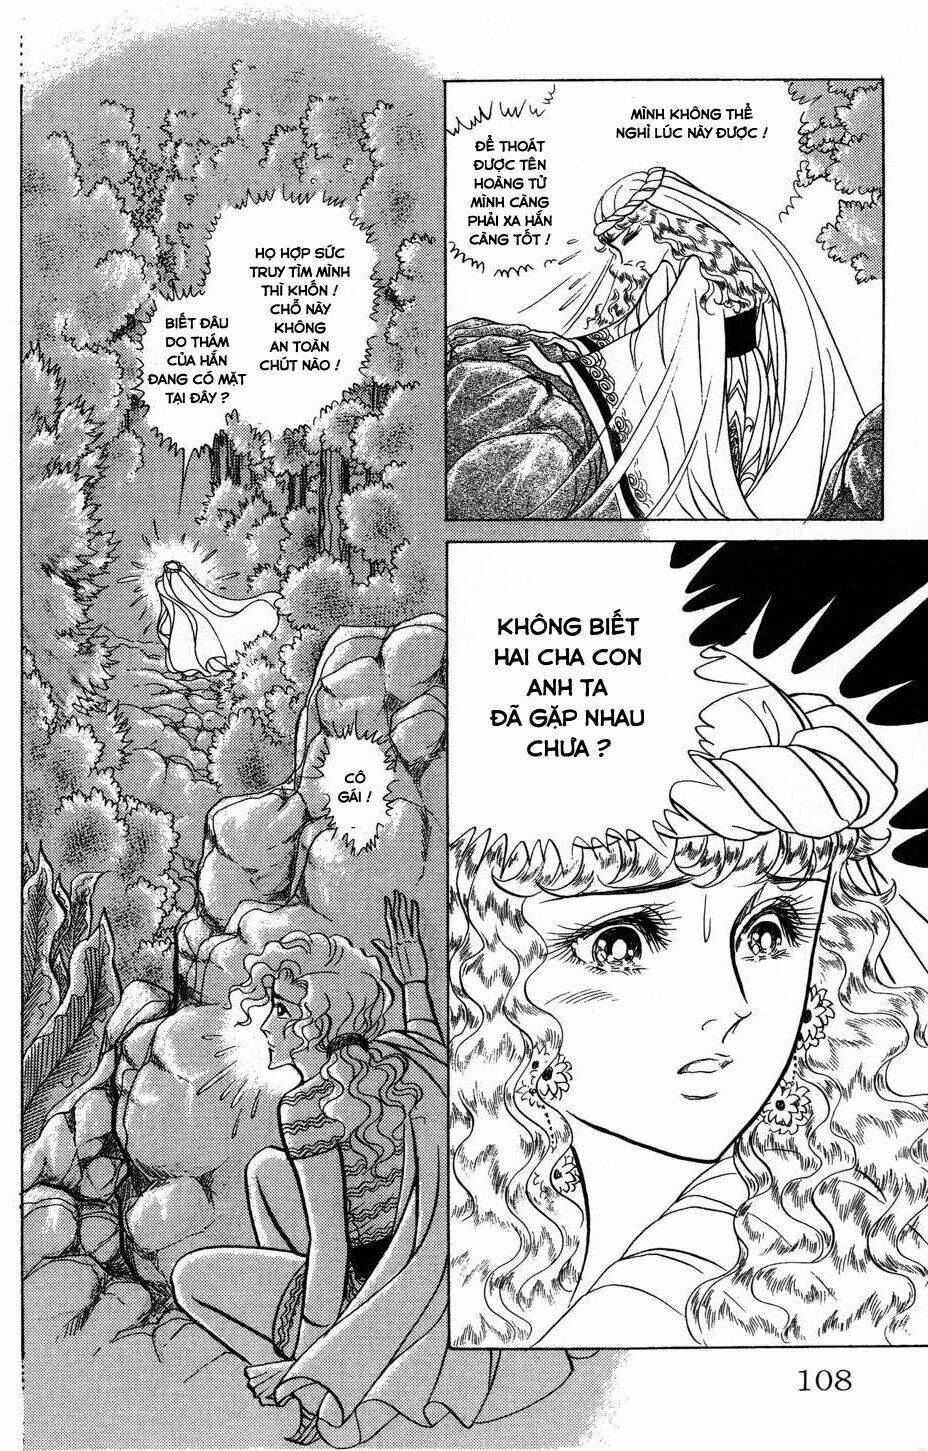 MÌNH KHÔNG THỂ
NGHỈ LÚC NÀY ĐƯỢC !
ĐỂ THOÁT
ĐƯỢC TÊN
HOÀNG TỬ
MÌNH CÀNG
PHẢI XA HẮN
CÀNG TỐT !
KHÔNG BIẾT
HAI CHA CON
ANH TA
ĐÃ GẶP NHAU
CHƯA ?
HỌ HỢP SỨC
TRUY TÌM MÌNH
THÌ KHỐN !
CHỖ NÀY
KHÔNG
AN TOÀN
CHÚT NÀO !
BIẾT ĐÂU
DO THÁM
CỦA HẮN
ĐANG CÓ MẶT
TẠI ĐÂY ?
CÔ
GÁI !
108